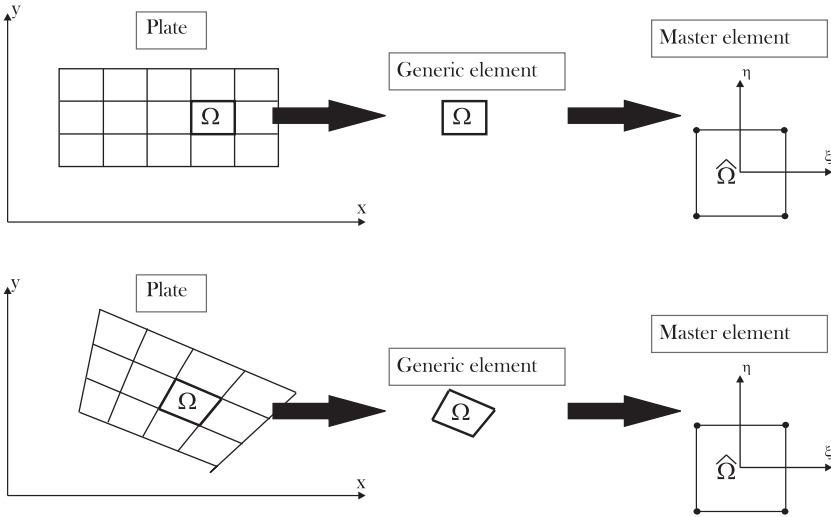 y
Plate
Ω
x
Generic element
Ω
Master element
η
ξ
Ω̂
y
Plate
Ω
x
Generic element
Ω
Master element
η
ξ
Ω̂